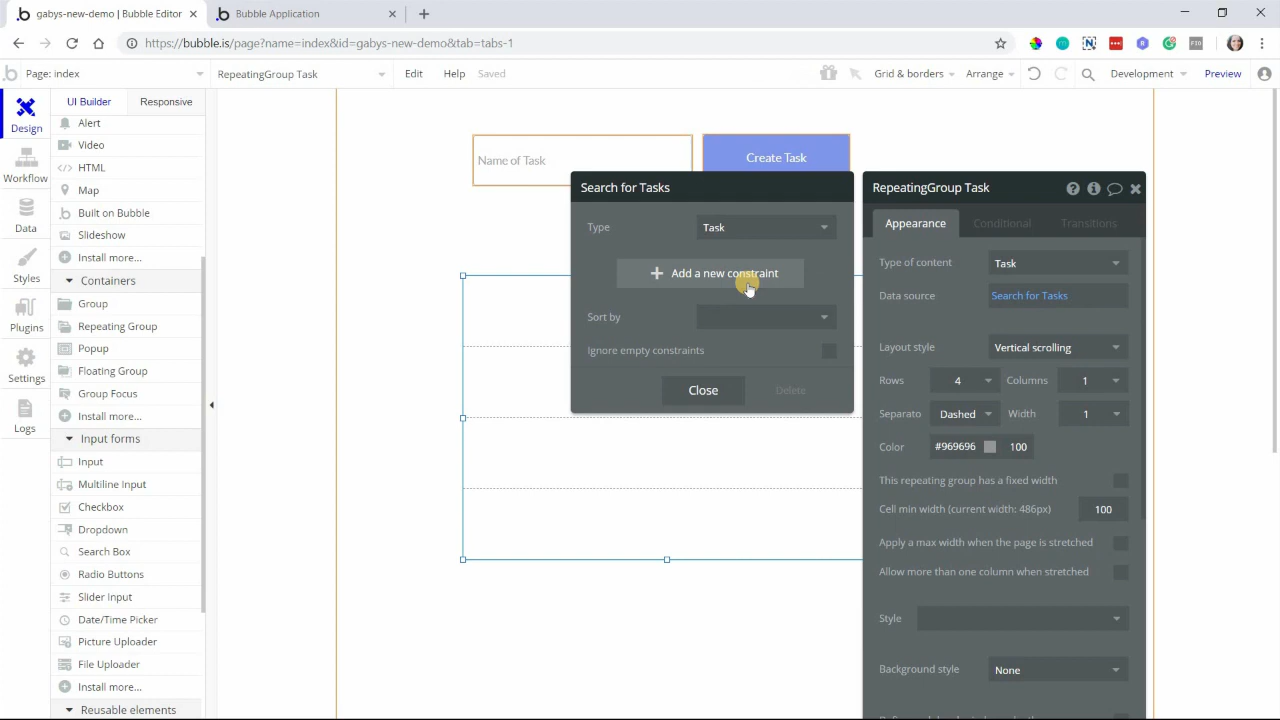 gabys-new-demo | Bubble Editor
Bubble Application
https://bubble.is/page?name=index
abys-new-demo&tab=tabs-1
Page: index
RepeatingGroup Task
Edit
Help
Saved
Grid & borders
Arrange
Development
Preview
Design
Workflow
Data
Styles
Plugins
Settings
Logs
UI Builder
Responsive
Alert
Video
HTML
Map
Built on Bubble
Slideshow
Install more...
Containers
Group
Repeating Group
Popup
Floating Group
Group Focus
Install more...
Input forms
Input
Multiline Input
Checkbox
Dropdown
Search Box
Radio Buttons
Slider Input
Date/Time Picker
Picture Uploader
File Uploader
Install more...
Reusable elements
Name of Task
Create Task
Search for Tasks
Type
Task
Add a new constraint
Sort by
Ignore empty constraints
Close
Delete
RepeatingGroup Task
Appearance
Conditional
Transitions
Type of content
Task
Data source
Search for Tasks
Layout style
Vertical scrolling
Rows
4
Columns
1
Separato
Dashed
Width
1
Color
#969696
100
This repeating group has a fixed width
Cell min width (current width: 486px)
100
Apply a max width when the page is stretched
Allow more than one column when stretched
Style
Background style
None